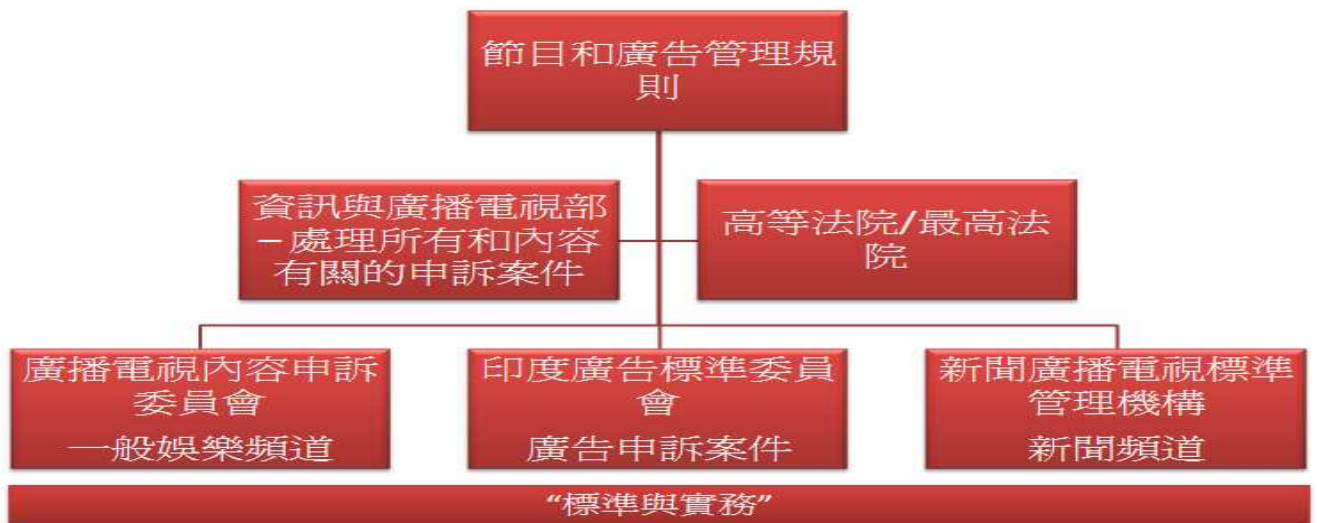 節目和廣告管理規
則
資訊與廣播電視部
–處理所有和內容
有關的申訴案件
高等法院/最高法
院
廣播電視內容申訴
委員會
一般娛樂頻道
印度廣告標準委員
會
廣告申訴案件
新聞廣播電視標準
管理機構
新聞頻道
“標準與實務”